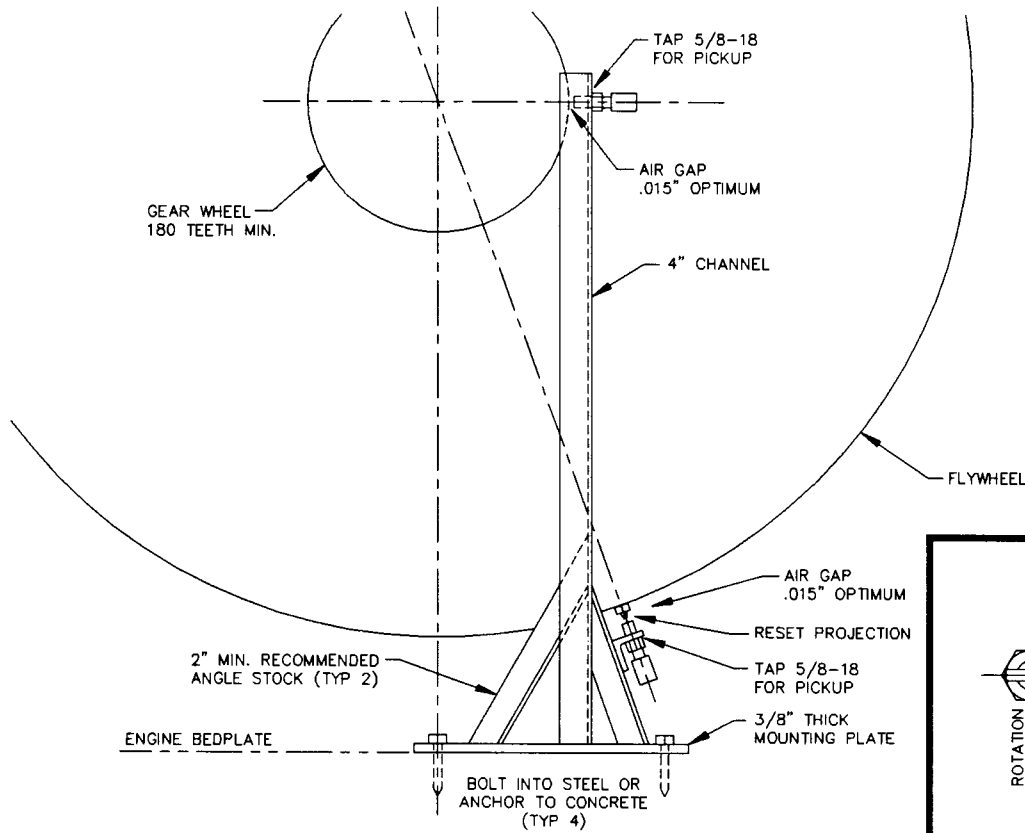 TAP 5/8-18
FOR PICKUP
AIR GAP
.015" OPTIMUM
GEAR WHEEL
180 TEETH MIN.
4" CHANNEL
FLYWHEEL
AIR GAP
.015" OPTIMUM
RESET PROJECTION
2" MIN. RECOMMENDED
ANGLE STOCK (TYP 2)
TAP 5/8-18
FOR PICKUP
3/8" THICK
MOUNTING PLATE
ENGINE BEDPLATE
BOLT INTO STEEL OR
ANCHOR TO CONCRETE
(TYP 4)
ROTATION